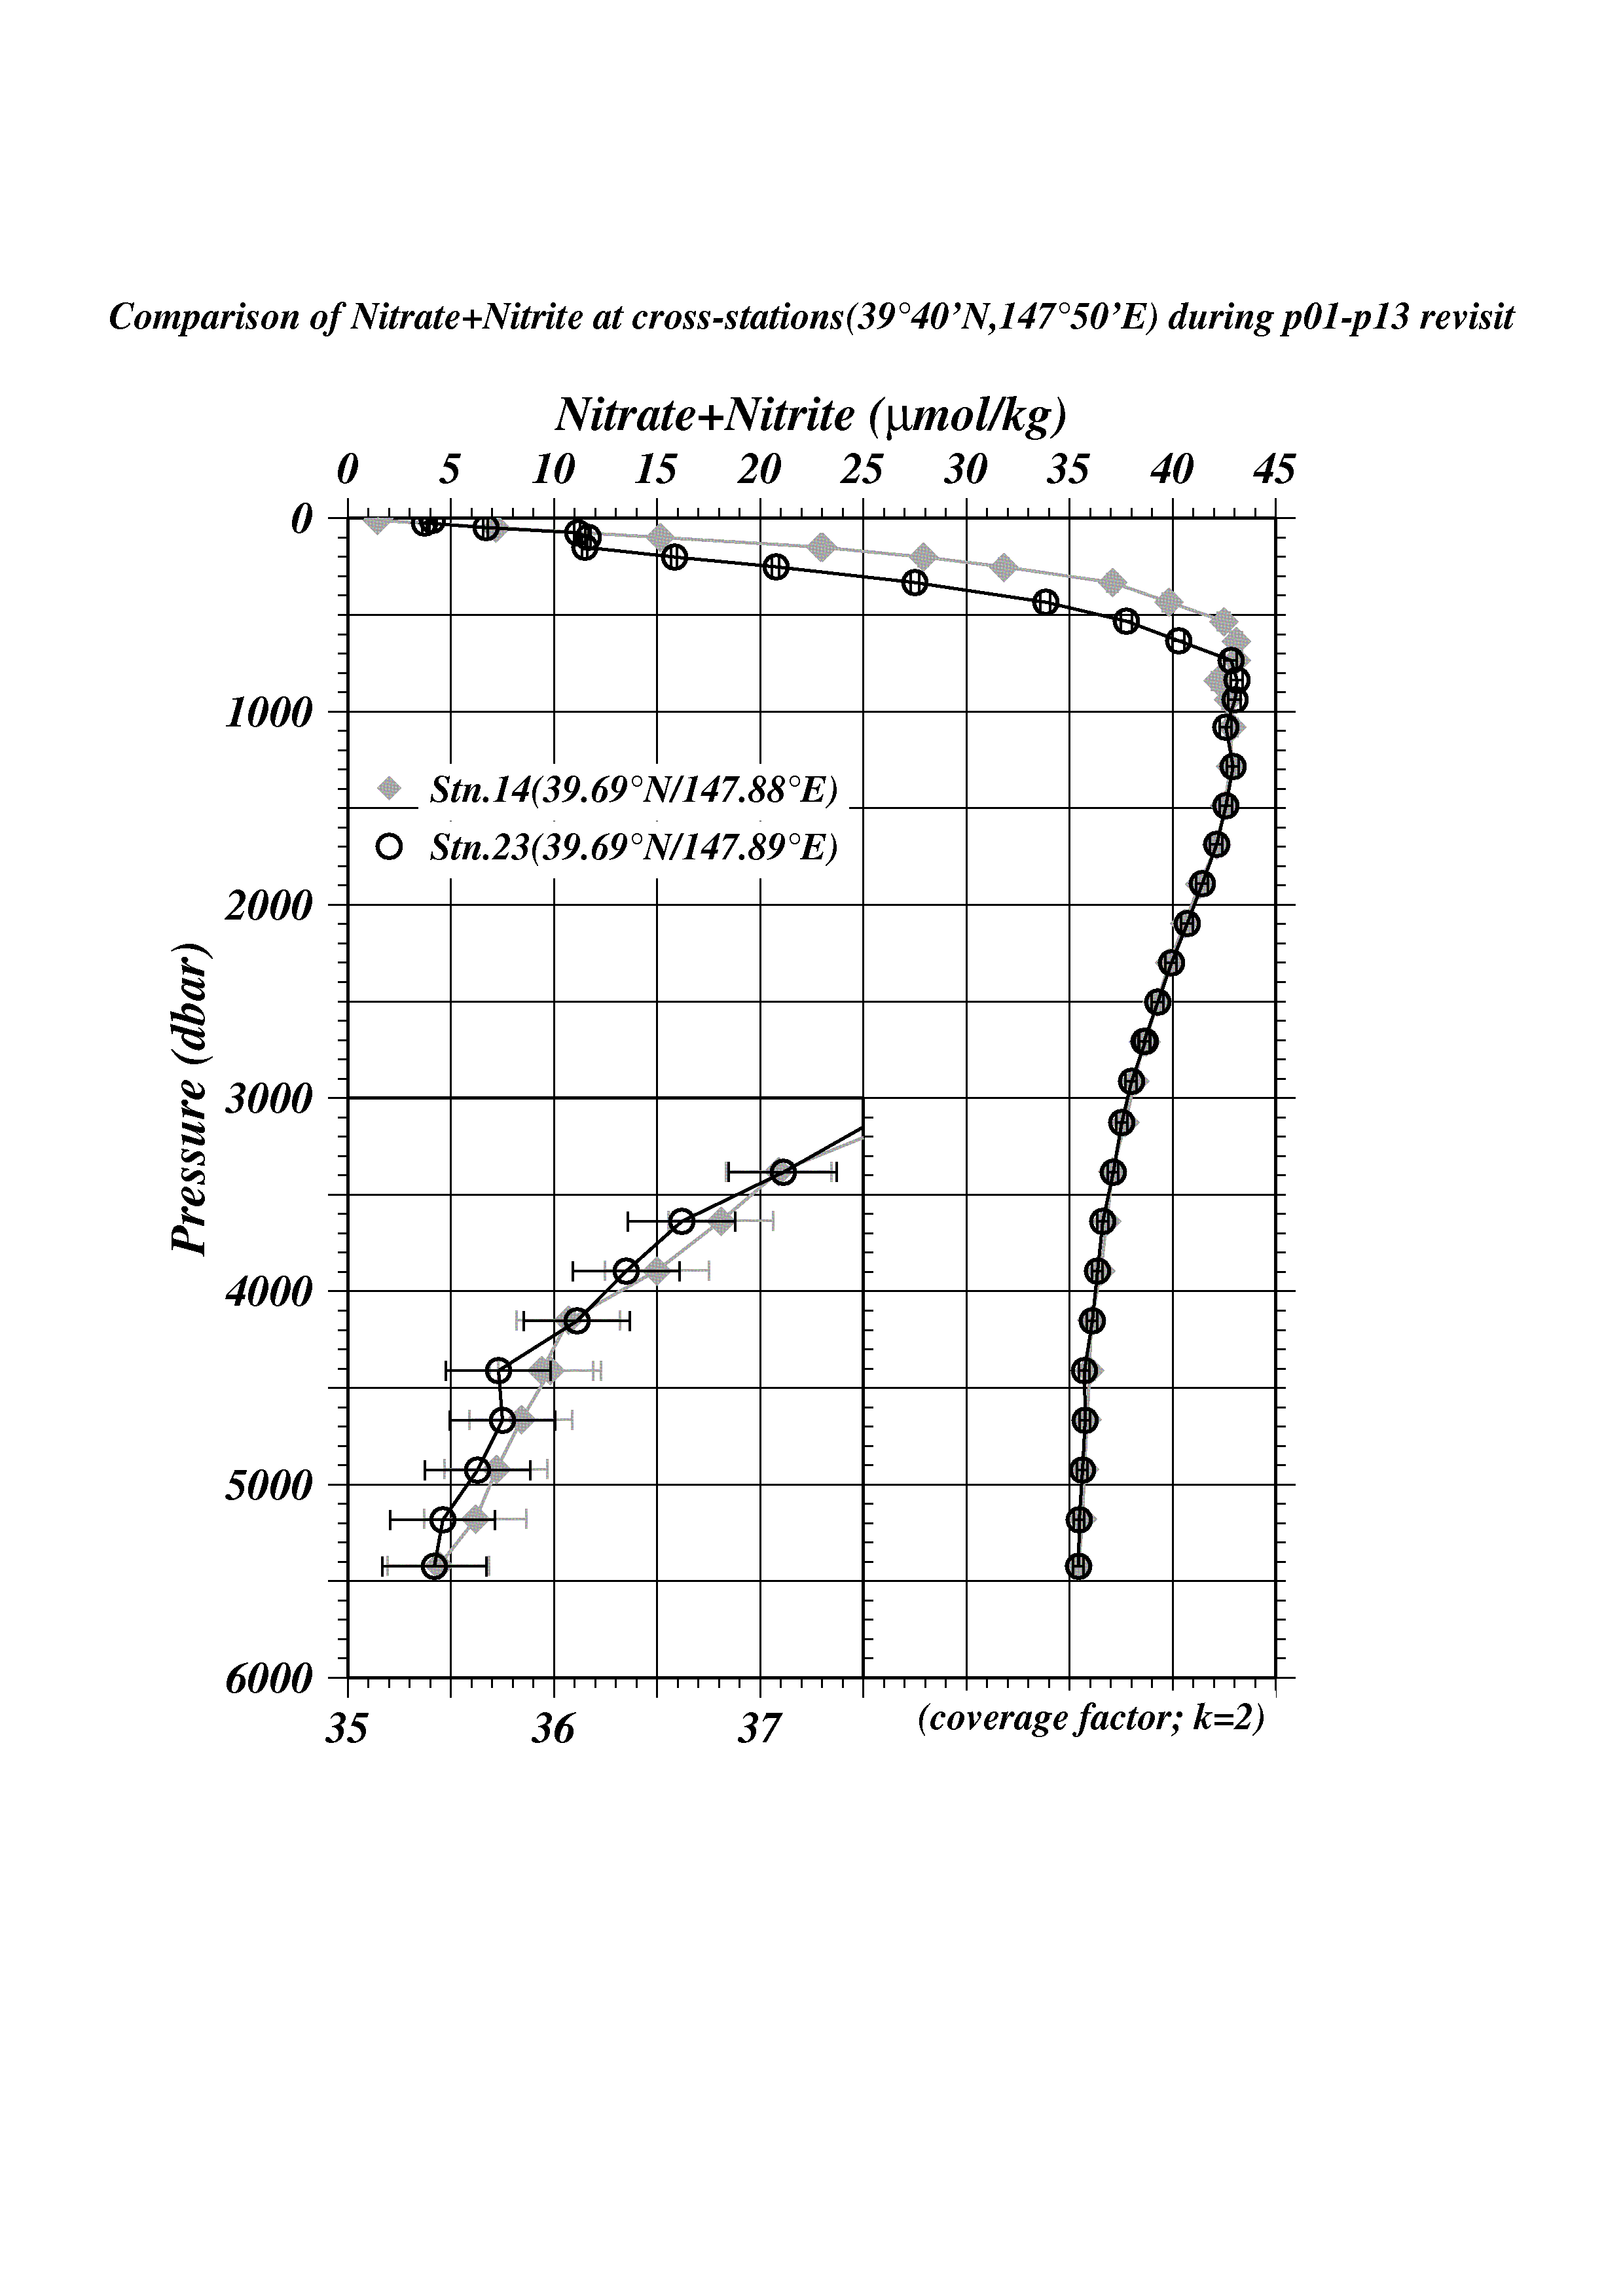 Comparison of Nitrate+Nitrite at cross-stations(39°40’N,147°50’E) during p01-p13 revisit
Nitrate+Nitrite (μmol/kg)
0 5 10 15 20 25 30 35 40 45
0
1000
Stn.14(39.69°N/147.88°E)
Stn.23(39.69°N/147.89°E)
2000
Pressure (dbar)
3000
4000
5000
6000
35 36 37
(coverage factor; k=2)